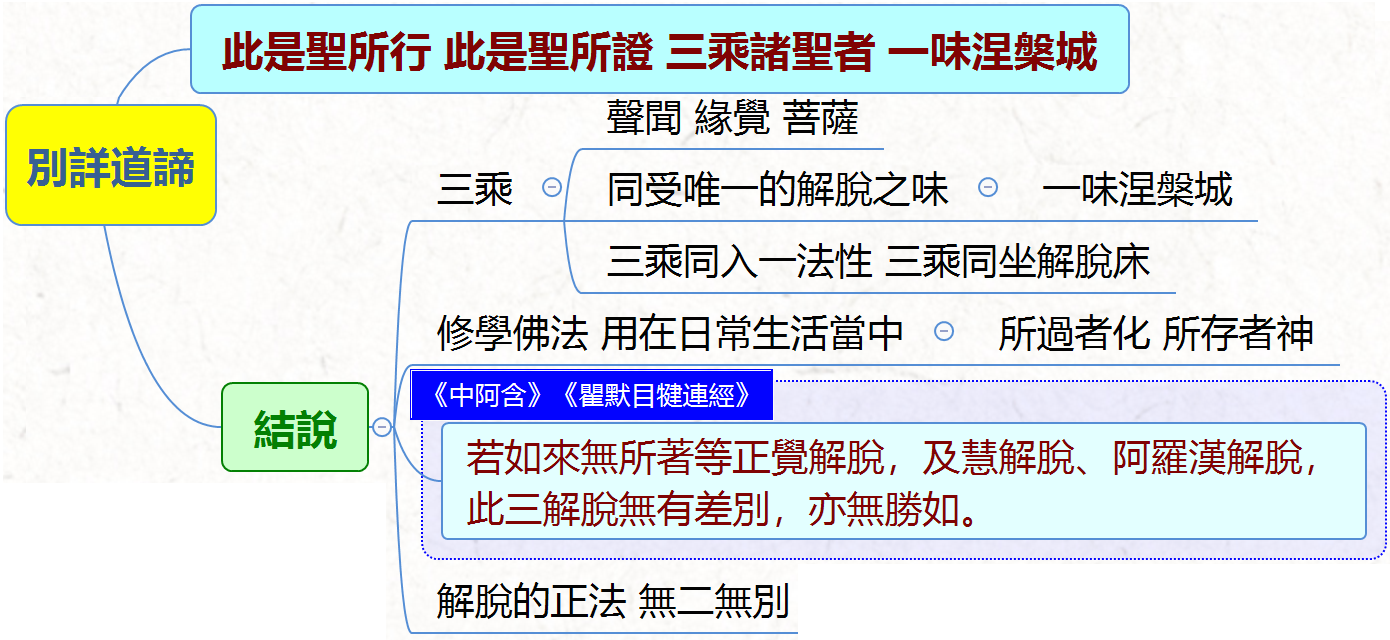 此是聖所行 此是聖所證 三乘諸聖者 一味涅槃城
別詳道諦
聲聞 緣覺 菩薩
三乘
同受唯一的解脫之味
一味涅槃城
三乘同入一法性 三乘同坐解脫床
修學佛法 用在日常生活當中
所過者化 所存者神
結說
《中阿含》《瞿默目犍連經》
若如來無所著等正覺解脫，及慧解脫、阿羅漢解脫，
此三解脫無有差別，亦無勝如。
解脫的正法 無二無別